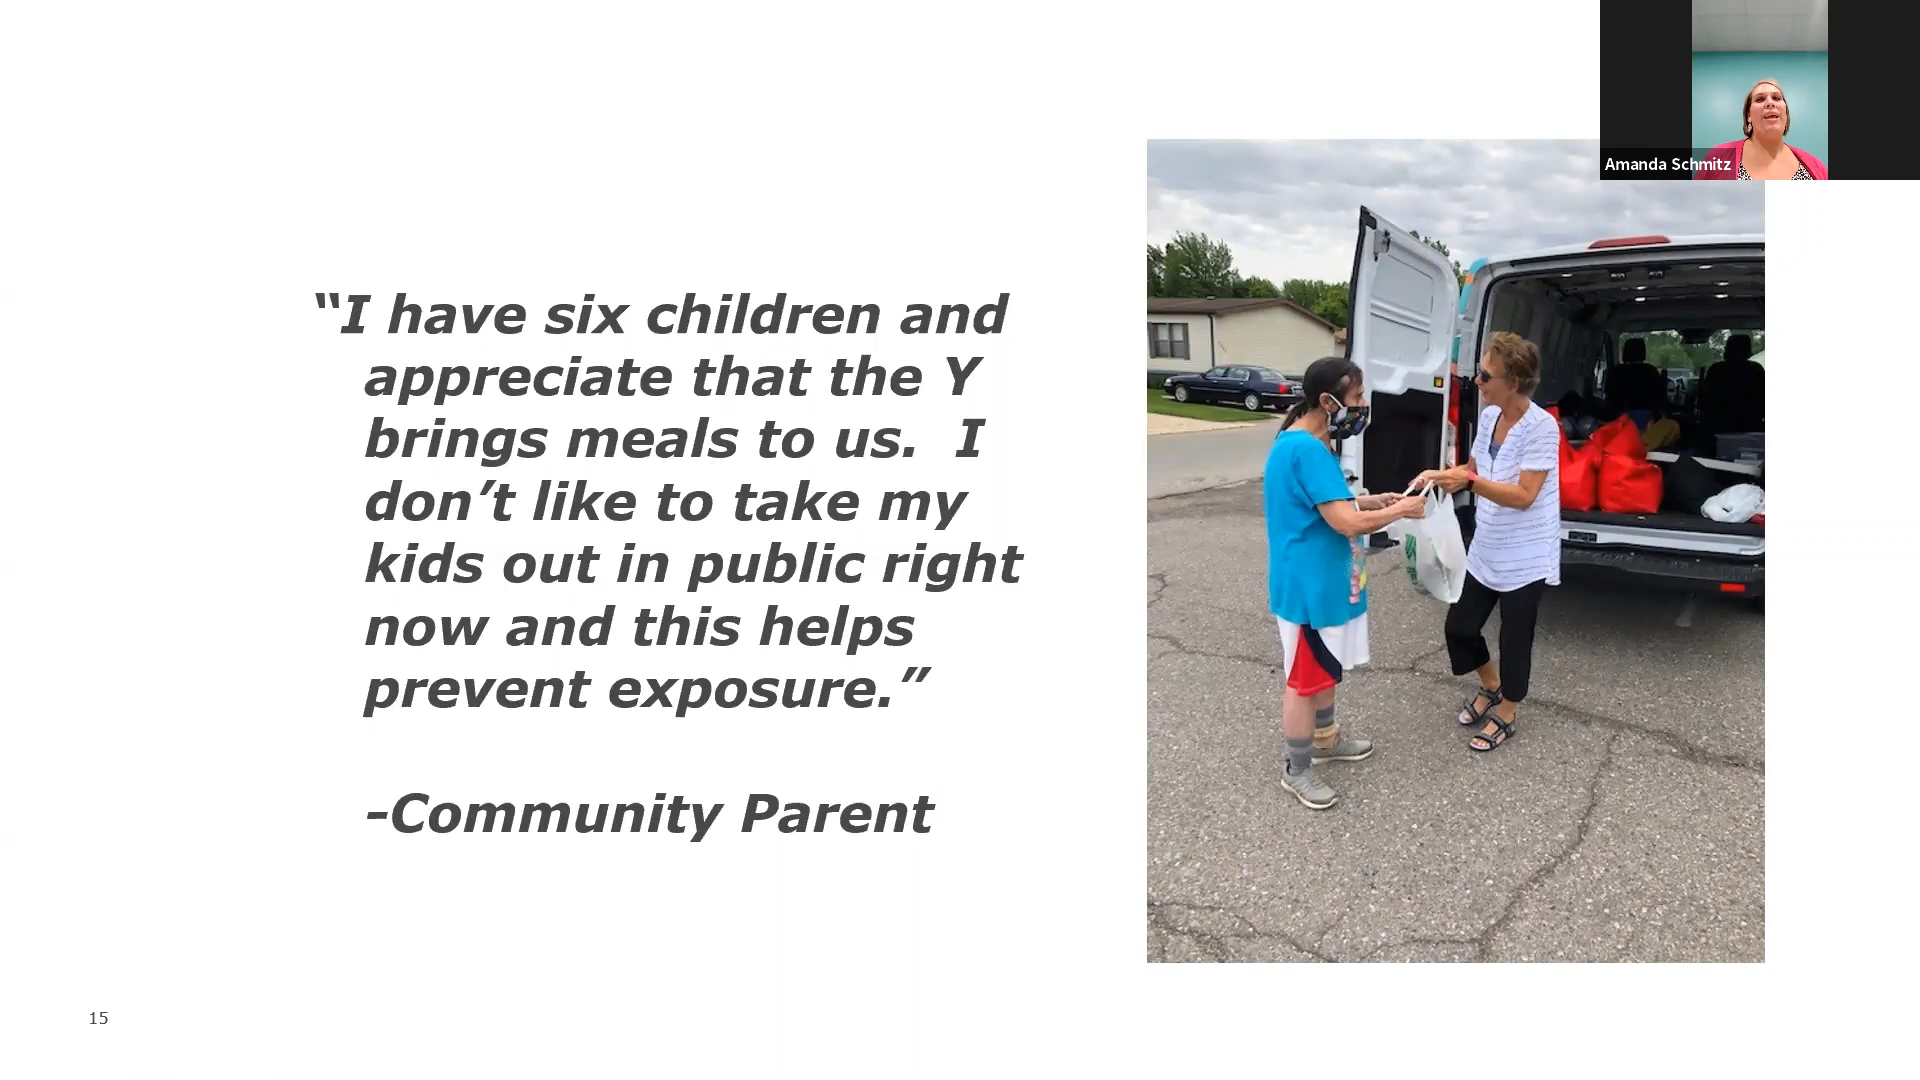 Amanda Schmitz
“I have six children and
appreciate that the Y
brings meals to us.  I
don’t like to take my
kids out in public right
now and this helps
prevent exposure.”
-Community Parent
15